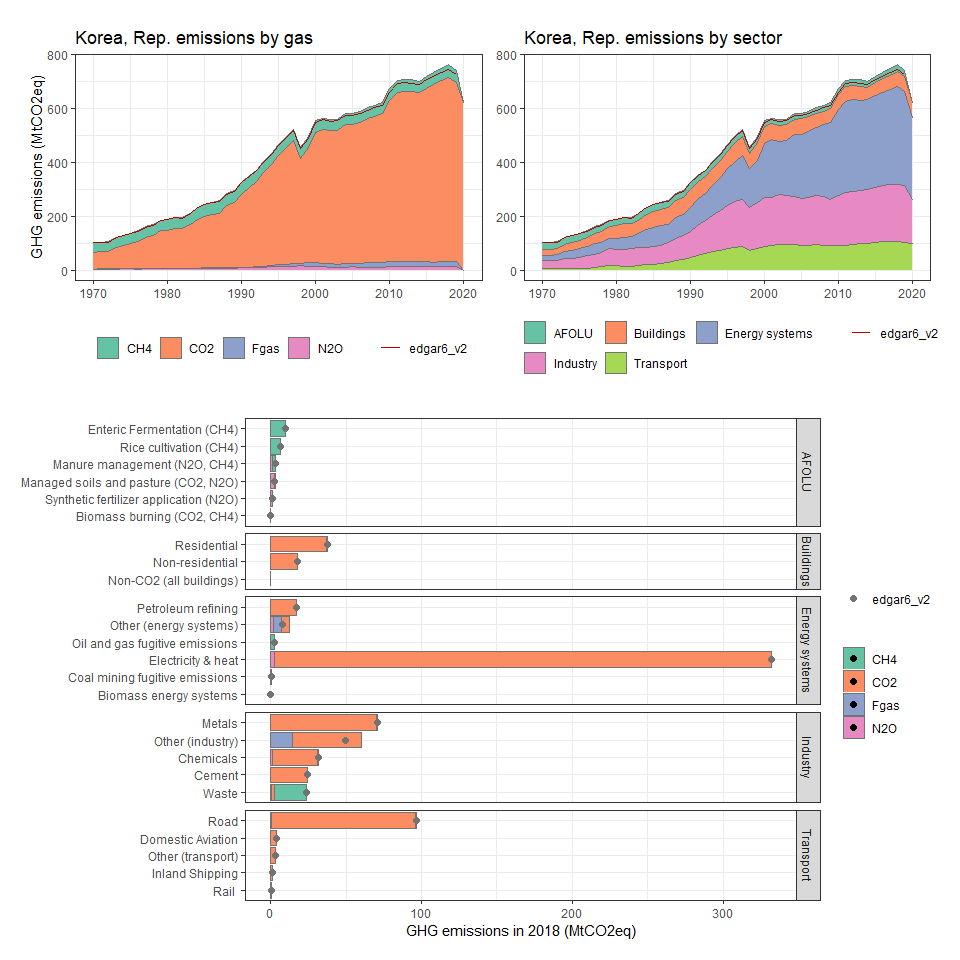 Korea, Rep. emissions by gas
GHG emissions (MtCO2eq)
800
600
400
200
0
1970 1980 1990 2000 2010 2020
CH4 CO2 Fgas N2O edgar6_v2
Korea, Rep. emissions by sector
800
600
400
200
0
1970 1980 1990 2000 2010 2020
AFOLU Buildings Energy systems edgar6_v2
Industry Transport
Enteric Fermentation (CH4)
Rice cultivation (CH4)
Manure management (N2O, CH4)
Managed soils and pasture (CO2, N2O)
Synthetic fertilizer application (N2O)
Biomass burning (CO2, CH4)
AFOLU
Residential
Non-residential
Non-CO2 (all buildings)
Buildings
Petroleum refining
Other (energy systems)
Oil and gas fugitive emissions
Electricity & heat
Coal mining fugitive emissions
Biomass energy systems
Energy systems
Metals
Other (industry)
Chemicals
Cement
Waste
Industry
Road
Domestic Aviation
Other (transport)
Inland Shipping
Rail
Transport
0 100 200 300
GHG emissions in 2018 (MtCO2eq)
edgar6_v2
CH4
CO2
Fgas
N2O